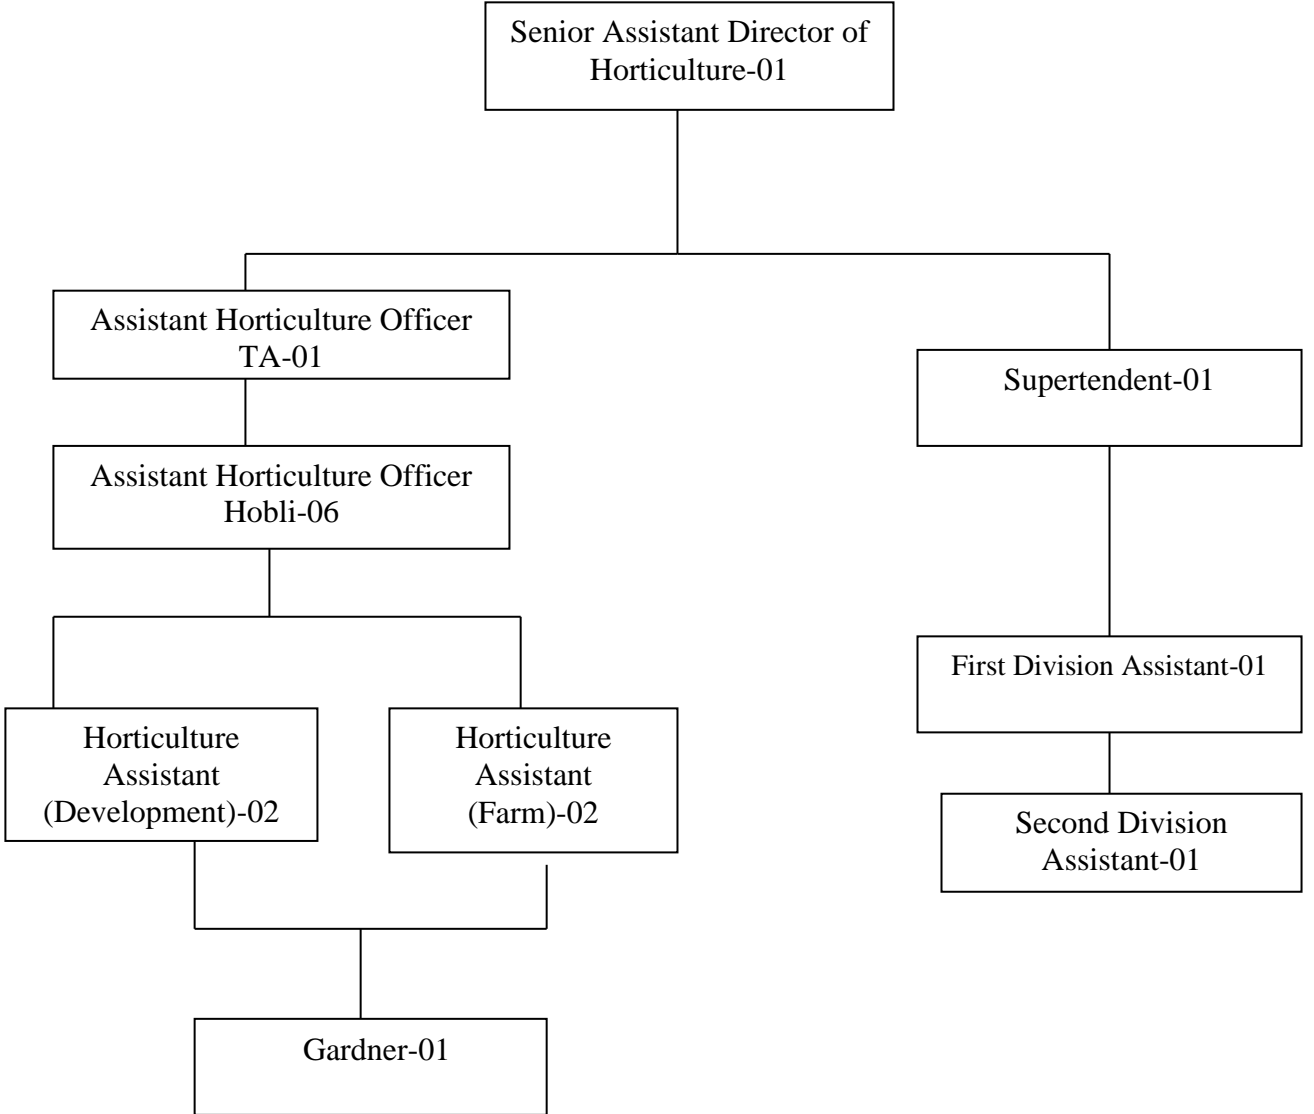 Senior Assistant Director of
Horticulture-01
Assistant Horticulture Officer
TA-01
Supertendent-01
Assistant Horticulture Officer
Hobli-06
First Division Assistant-01
Horticulture
Assistant
(Development)-02
Horticulture
Assistant
(Farm)-02
Second Division
Assistant-01
Gardner-01